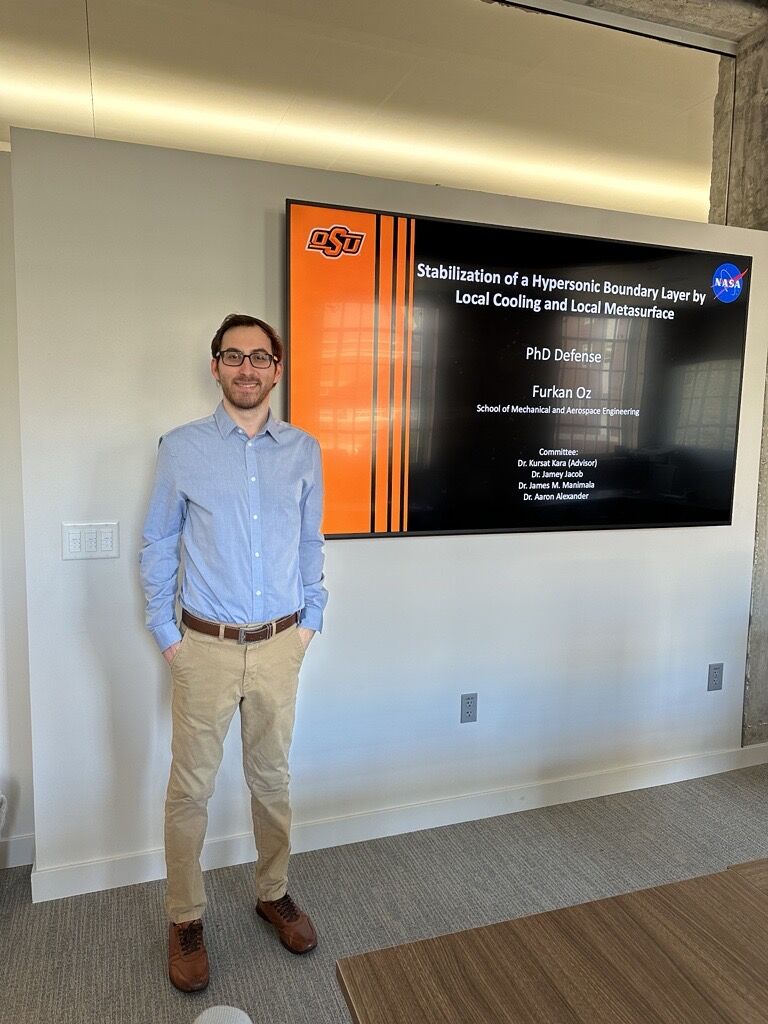 OSU
Stabilization of a Hypersonic Boundary Layer by
Local Cooling and Local Metasurface
NASA
PhD Defense
Furkan Oz
School of Mechanical and Aerospace Engineering
Committee:
Dr. Kursat Kara (Advisor)
Dr. Jamey Jacob
Dr. James M. Manimala
Dr. Aaron Alexander